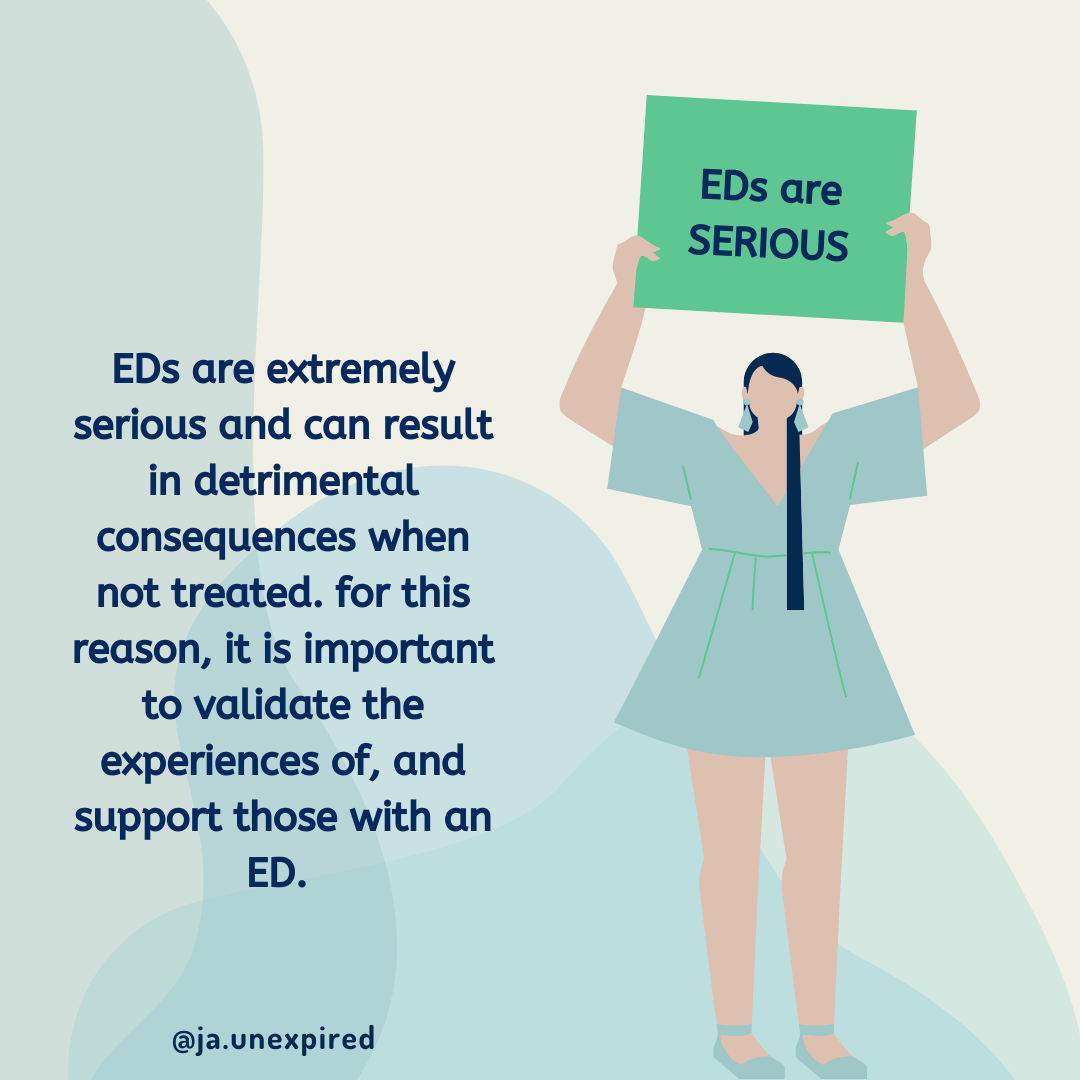 EDs are
SERIOUS
EDs are extremely
serious and can result
in detrimental
consequences when
not treated. for this
reason, it is important
to validate the
experiences of, and
support those with an
ED.
@ja.unexpired